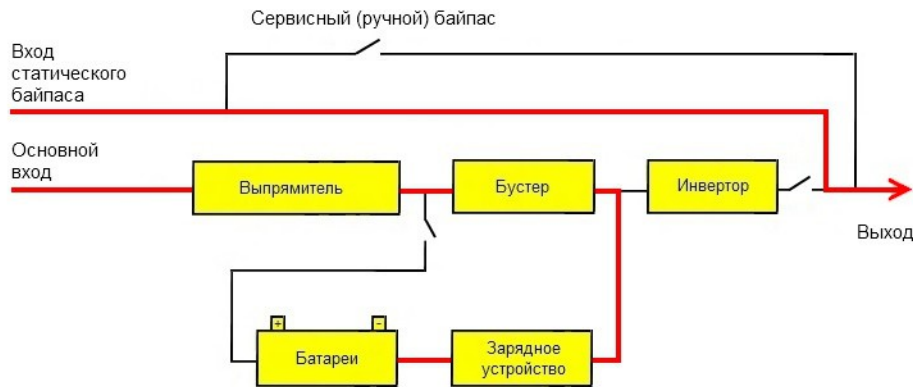 Сервисный (ручной) байпас
Вход
статического
байпаса
Основной
вход
Выпрямитель
Бустер
Инвертор
Выход
+
-
Батареи
Зарядное
устройство